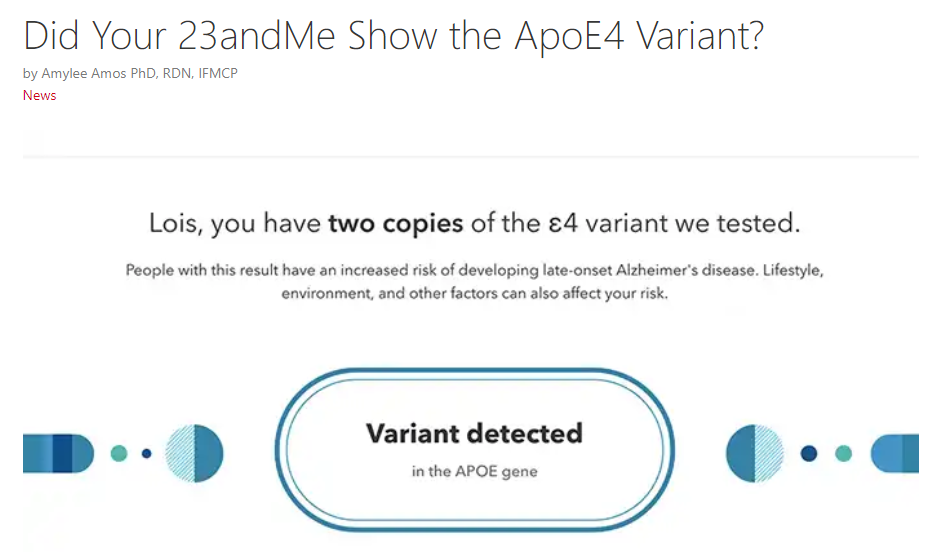 Did Your 23andMe Show the ApoE4 Variant?
by Amylee Amos PhD, RDN, IFMCP
News
Lois, you have two copies of the ε4 variant we tested.
People with this result have an increased risk of developing late-onset Alzheimer's disease. Lifestyle,
environment, and other factors can also affect your risk.
Variant detected
in the APOE gene